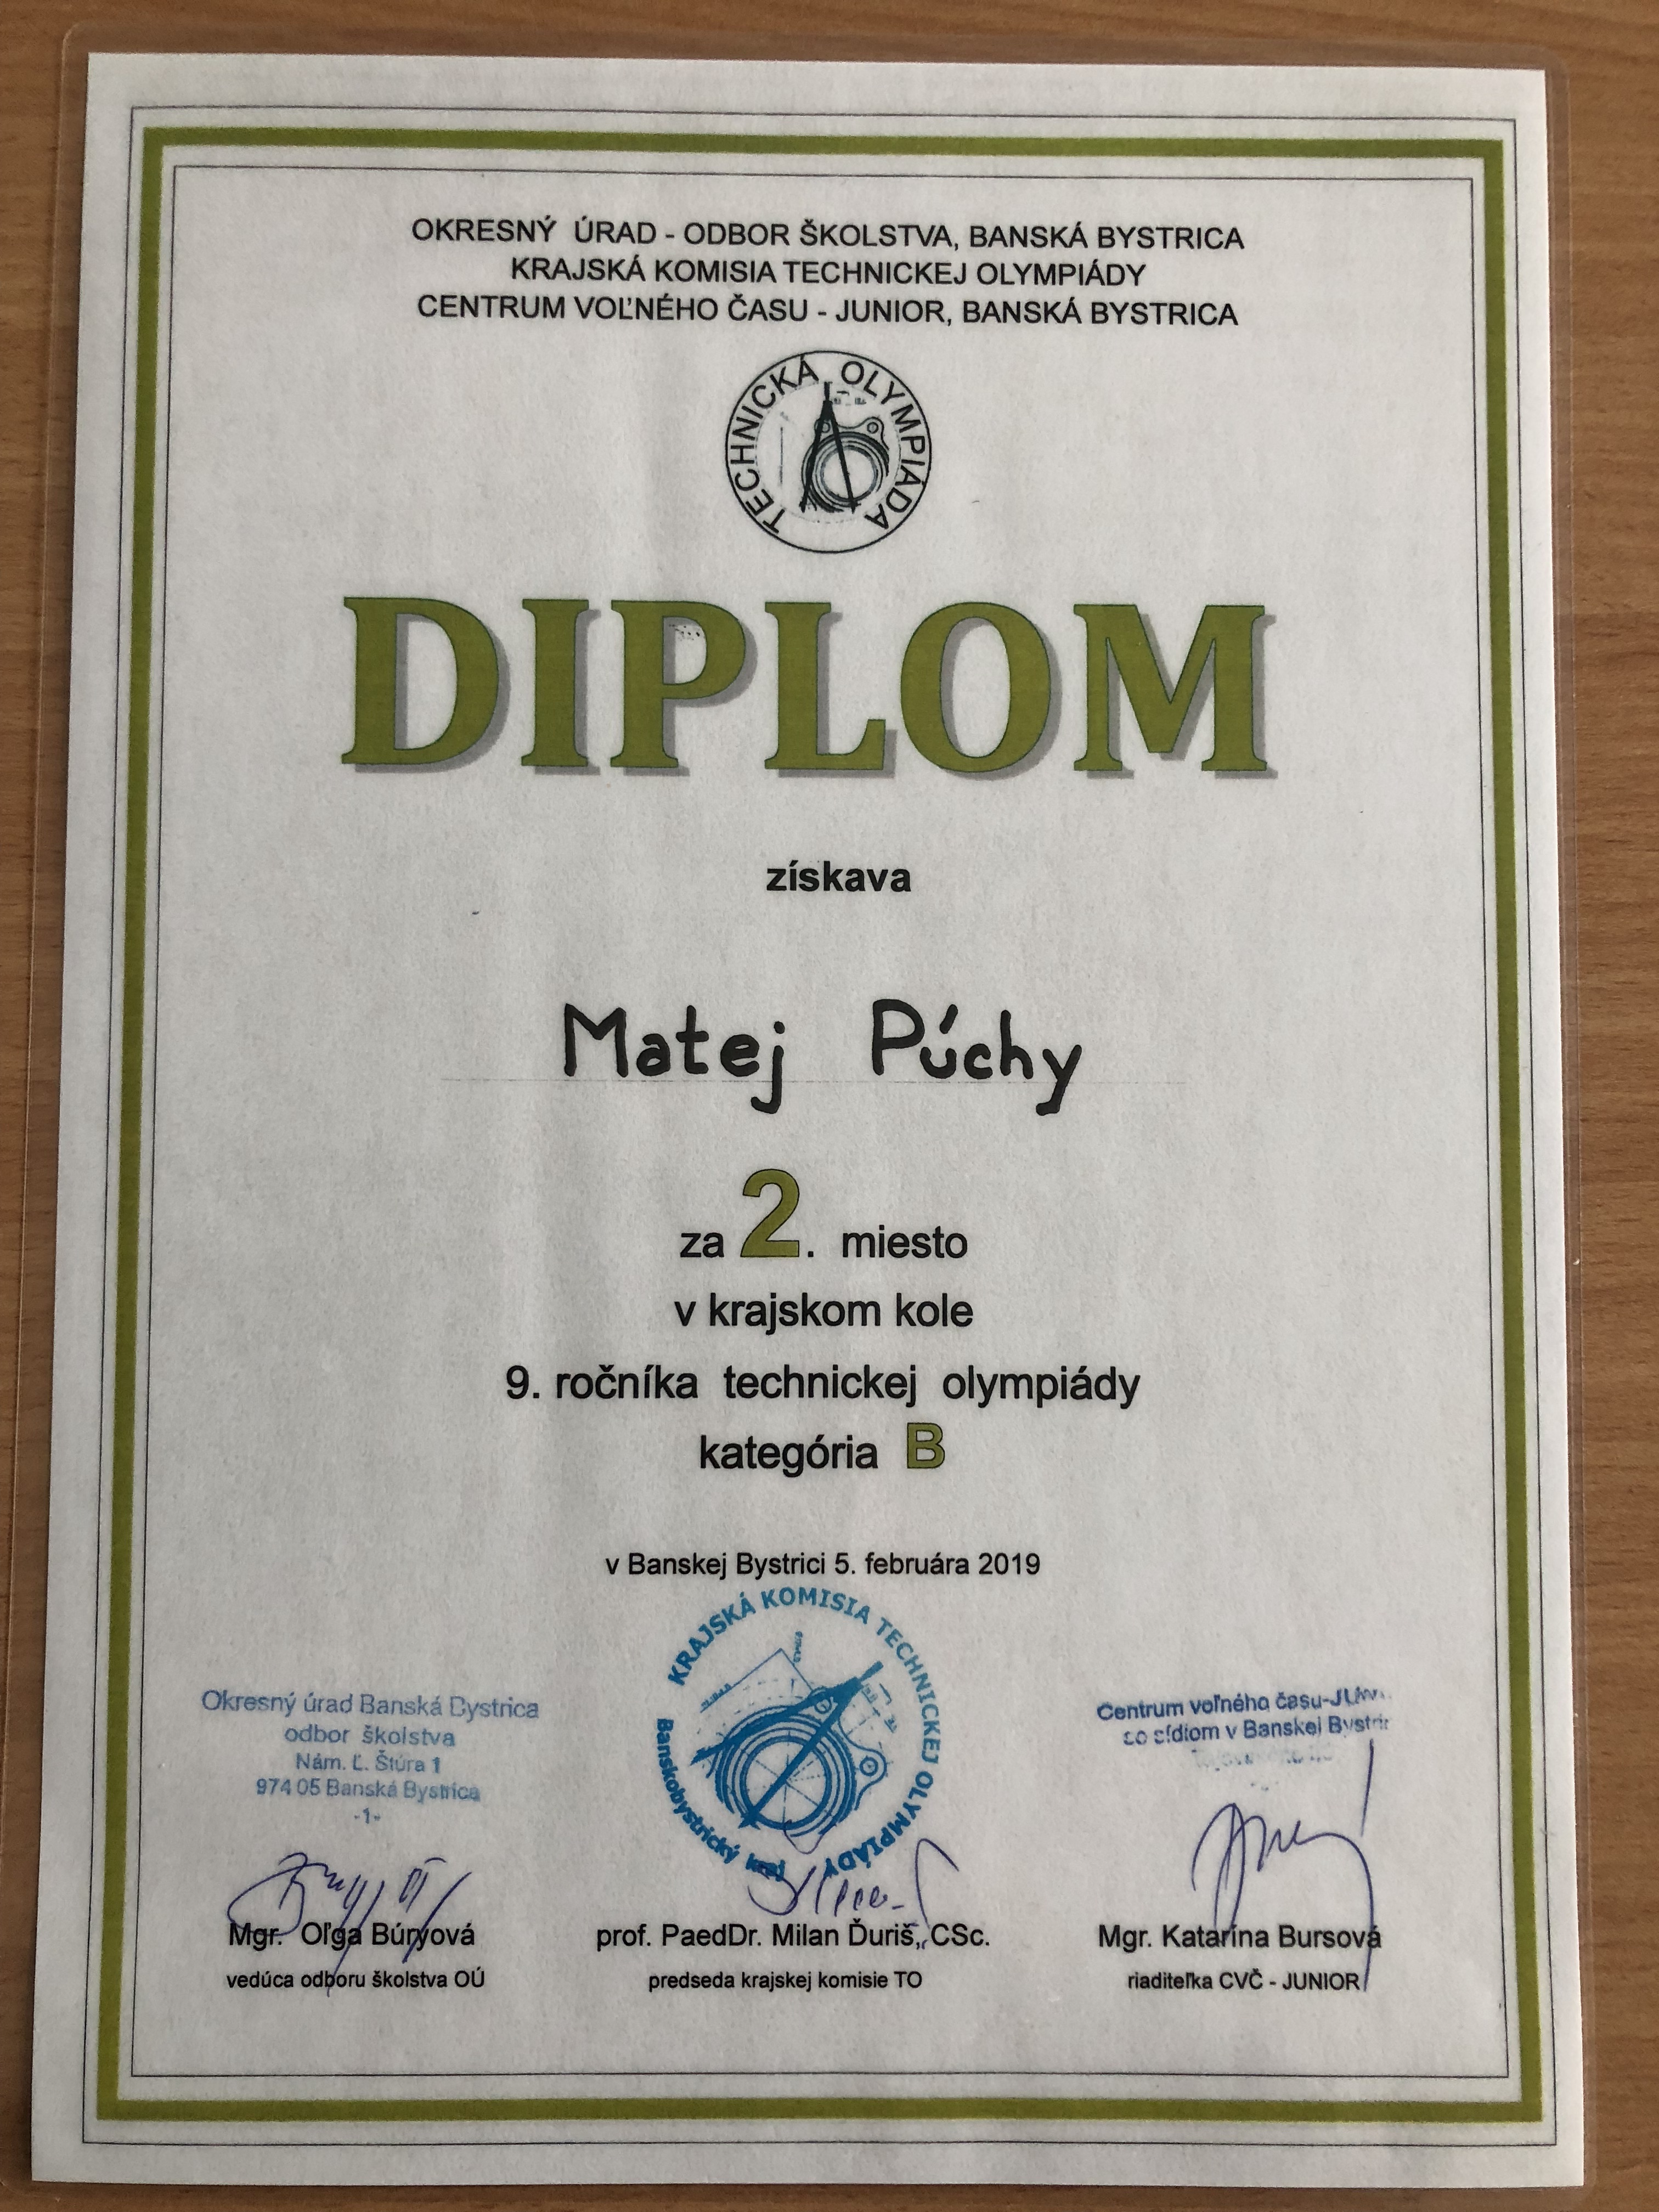 OKRESNÝ ÚRAD - ODBOR ŠKOLSTVA, BANSKÁ BYSTRICA
KRAJSKÁ KOMISIA TECHNICKEJ OLYMPIÁDY
CENTRUM VOĽNÉHO ČASU - JUNIOR, BANSKÁ BYSTRICA
TECHNICKÁ OLYMPIÁDA
DIPLOM
získava
Matej Púchy
za 2. miesto
v krajskom kole
9. ročníka technickej olympiády
kategória B
v Banskej Bystrici 5. februára 2019
KRAJSKÁ KOMISIA TECHNICKEJ OLYMPIÁDY
Banskobystrický kraj
Okresný úrad Banská Bystrica
odbor školstva
Nám. Ľ. Štúra 1
974 05 Banská Bystrica
-1-
Centrum voľného času-JUN
so sídlom v Banskej Bystri
Mgr. Oľga Búryová
vedúca odboru školstva OÚ
prof. PaedDr. Milan Ďuriš, CSc.
predseda krajskej komisie TO
Mgr. Katarína Bursová
riaditeľka CVČ - JUNIOR